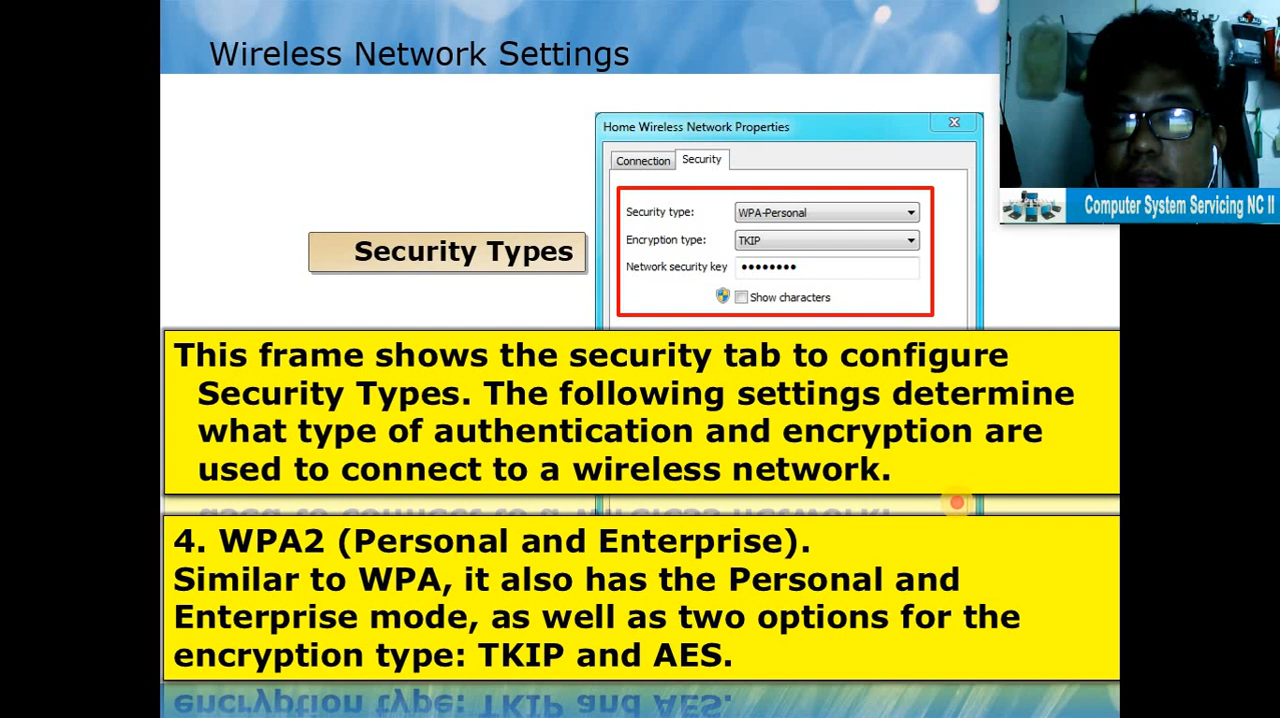 Wireless Network Settings
Home Wireless Network Properties
Connection
Security
Security type:
WPA-Personal
Encryption type:
TKIP
Network security key
••••••••
Show characters
Security Types
Computer System Servicing NC II
This frame shows the security tab to configure
Security Types. The following settings determine
what type of authentication and encryption are
used to connect to a wireless network.
4. WPA2 (Personal and Enterprise).
Similar to WPA, it also has the Personal and
Enterprise mode, as well as two options for the
encryption type: TKIP and AES.